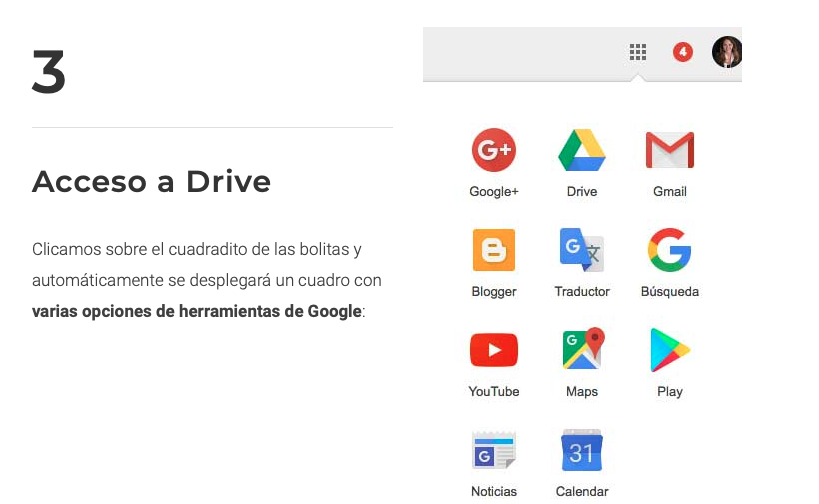 3
Acceso a Drive
Clicamos sobre el cuadradito de las bolitas y
automáticamente se desplegará un cuadro con
varias opciones de herramientas de Google:
4
G+
Google+ Drive Gmail
G 文 G
Blogger Traductor Búsqueda
G
YouTube Maps Play
G 31
Noticias Calendar